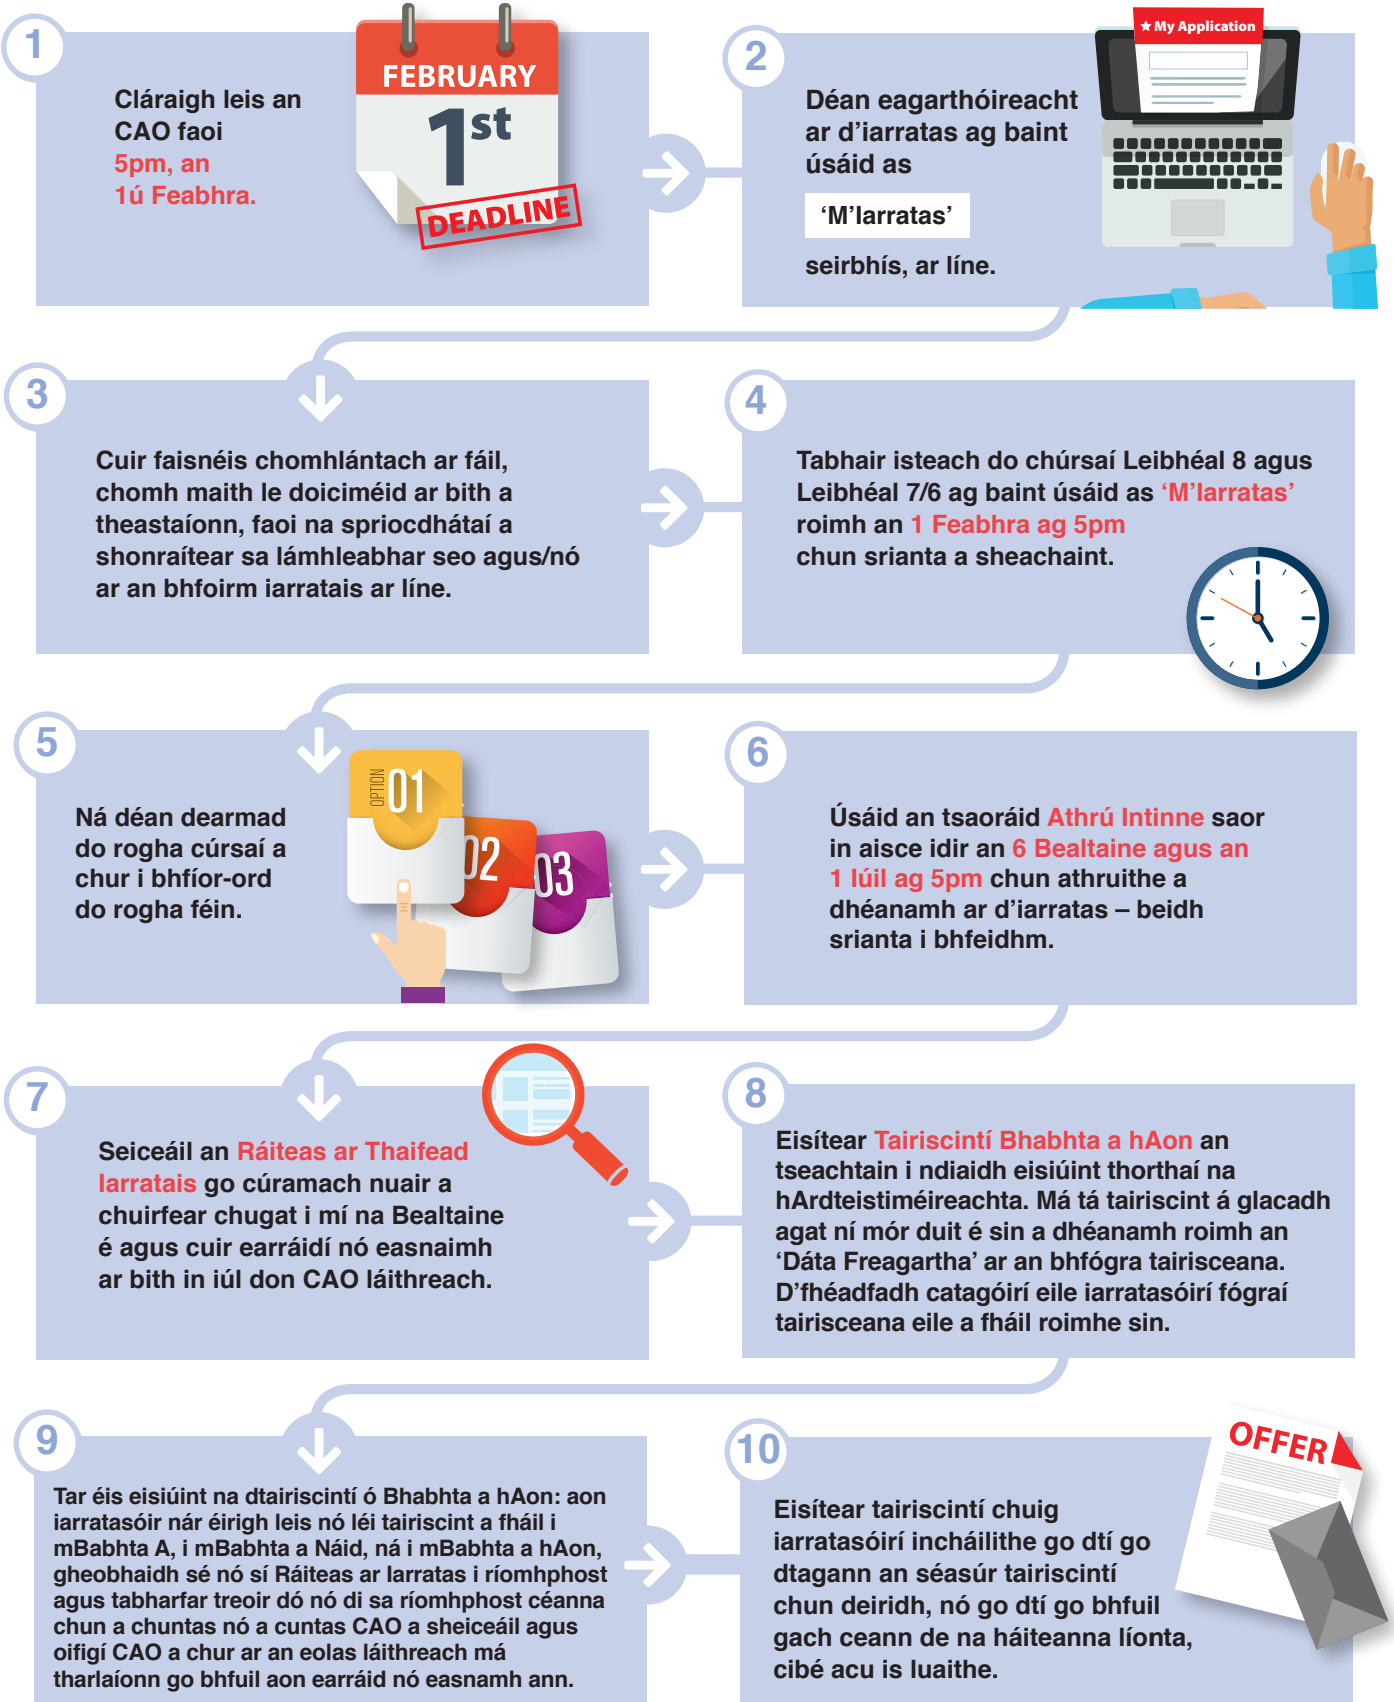 1
Cláraigh leis an
CAO faoi
5pm, an
1ú Feabhra.
FEBRUARY
1st
DEADLINE
2
Déan eagarthóireacht
ar d’iarratas ag baint
úsáid as
‘M’Iarratas’
seirbhís, ar líne.
★ My Application
3
Cuir faisnéis chomhlántach ar fáil,
chomh maith le doiciméid ar bith a
theastaíonn, faoi na spriocdhátaí a
shonraítear sa lámhleabhar seo agus/nó
ar an bhfoirm iarratais ar líne.
4
Tabhair isteach do chúrsaí Leibhéal 8 agus
Leibhéal 7/6 ag baint úsáid as ‘M’Iarratas’
roimh an 1 Feabhra ag 5pm
chun srianta a sheachaint.
5
Ná déan dearmad
do rogha cúrsaí a
chur i bhfíor-ord
do rogha féin.
OPTION 01
02
03
6
Úsáid an tsaoráid Athrú Intinne saor
in aisce idir an 6 Bealtaine agus an
1 Iúil ag 5pm chun athruithe a
dhéanamh ar d’iarratas – beidh
srianta i bhfeidhm.
7
Seiceáil an Ráiteas ar Thaifead
Iarratais go cúramach nuair a
chuirfear chugat i mí na Bealtaine
é agus cuir earráidí nó easnaimh
ar bith in iúl don CAO láithreach.
8
Eisítear Tairiscintí Bhabhta a hAon an
tseachtain i ndiaidh eisiúint thorthaí na
hArdteistiméireachta. Má tá tairiscint á glacadh
agat ní mór duit é sin a dhéanamh roimh an
‘Dáta Freagartha’ ar an bhfógra tairisceana.
D’fhéadfadh catagóirí eile iarratasóirí fógraí
tairisceana eile a fháil roimhe sin.
9
Tar éis eisiúint na dtairiscintí ó Bhabhta a hAon: aon
iarratasóir nár éirigh leis nó léi tairiscint a fháil i
mBabhta A, i mBabhta a Náid, ná i mBabhta a hAon,
gheobhaidh sé nó sí Ráiteas ar Iarratas i ríomhphost
agus tabharfar treoir dó nó di sa ríomhphost céanna
chun a chuntas nó a cuntas CAO a sheiceáil agus
oifigí CAO a chur ar an eolas láithreach má
tharlaíonn go bhfuil aon earráid nó easnamh ann.
10
Eisítear tairiscintí chuig
iarratasóirí incháilithe go dtí go
dtagann an séasúr tairiscintí
chun deiridh, nó go dtí go bhfuil
gach ceann de na háiteanna líonta,
cibé acu is luaithe.
OFFER